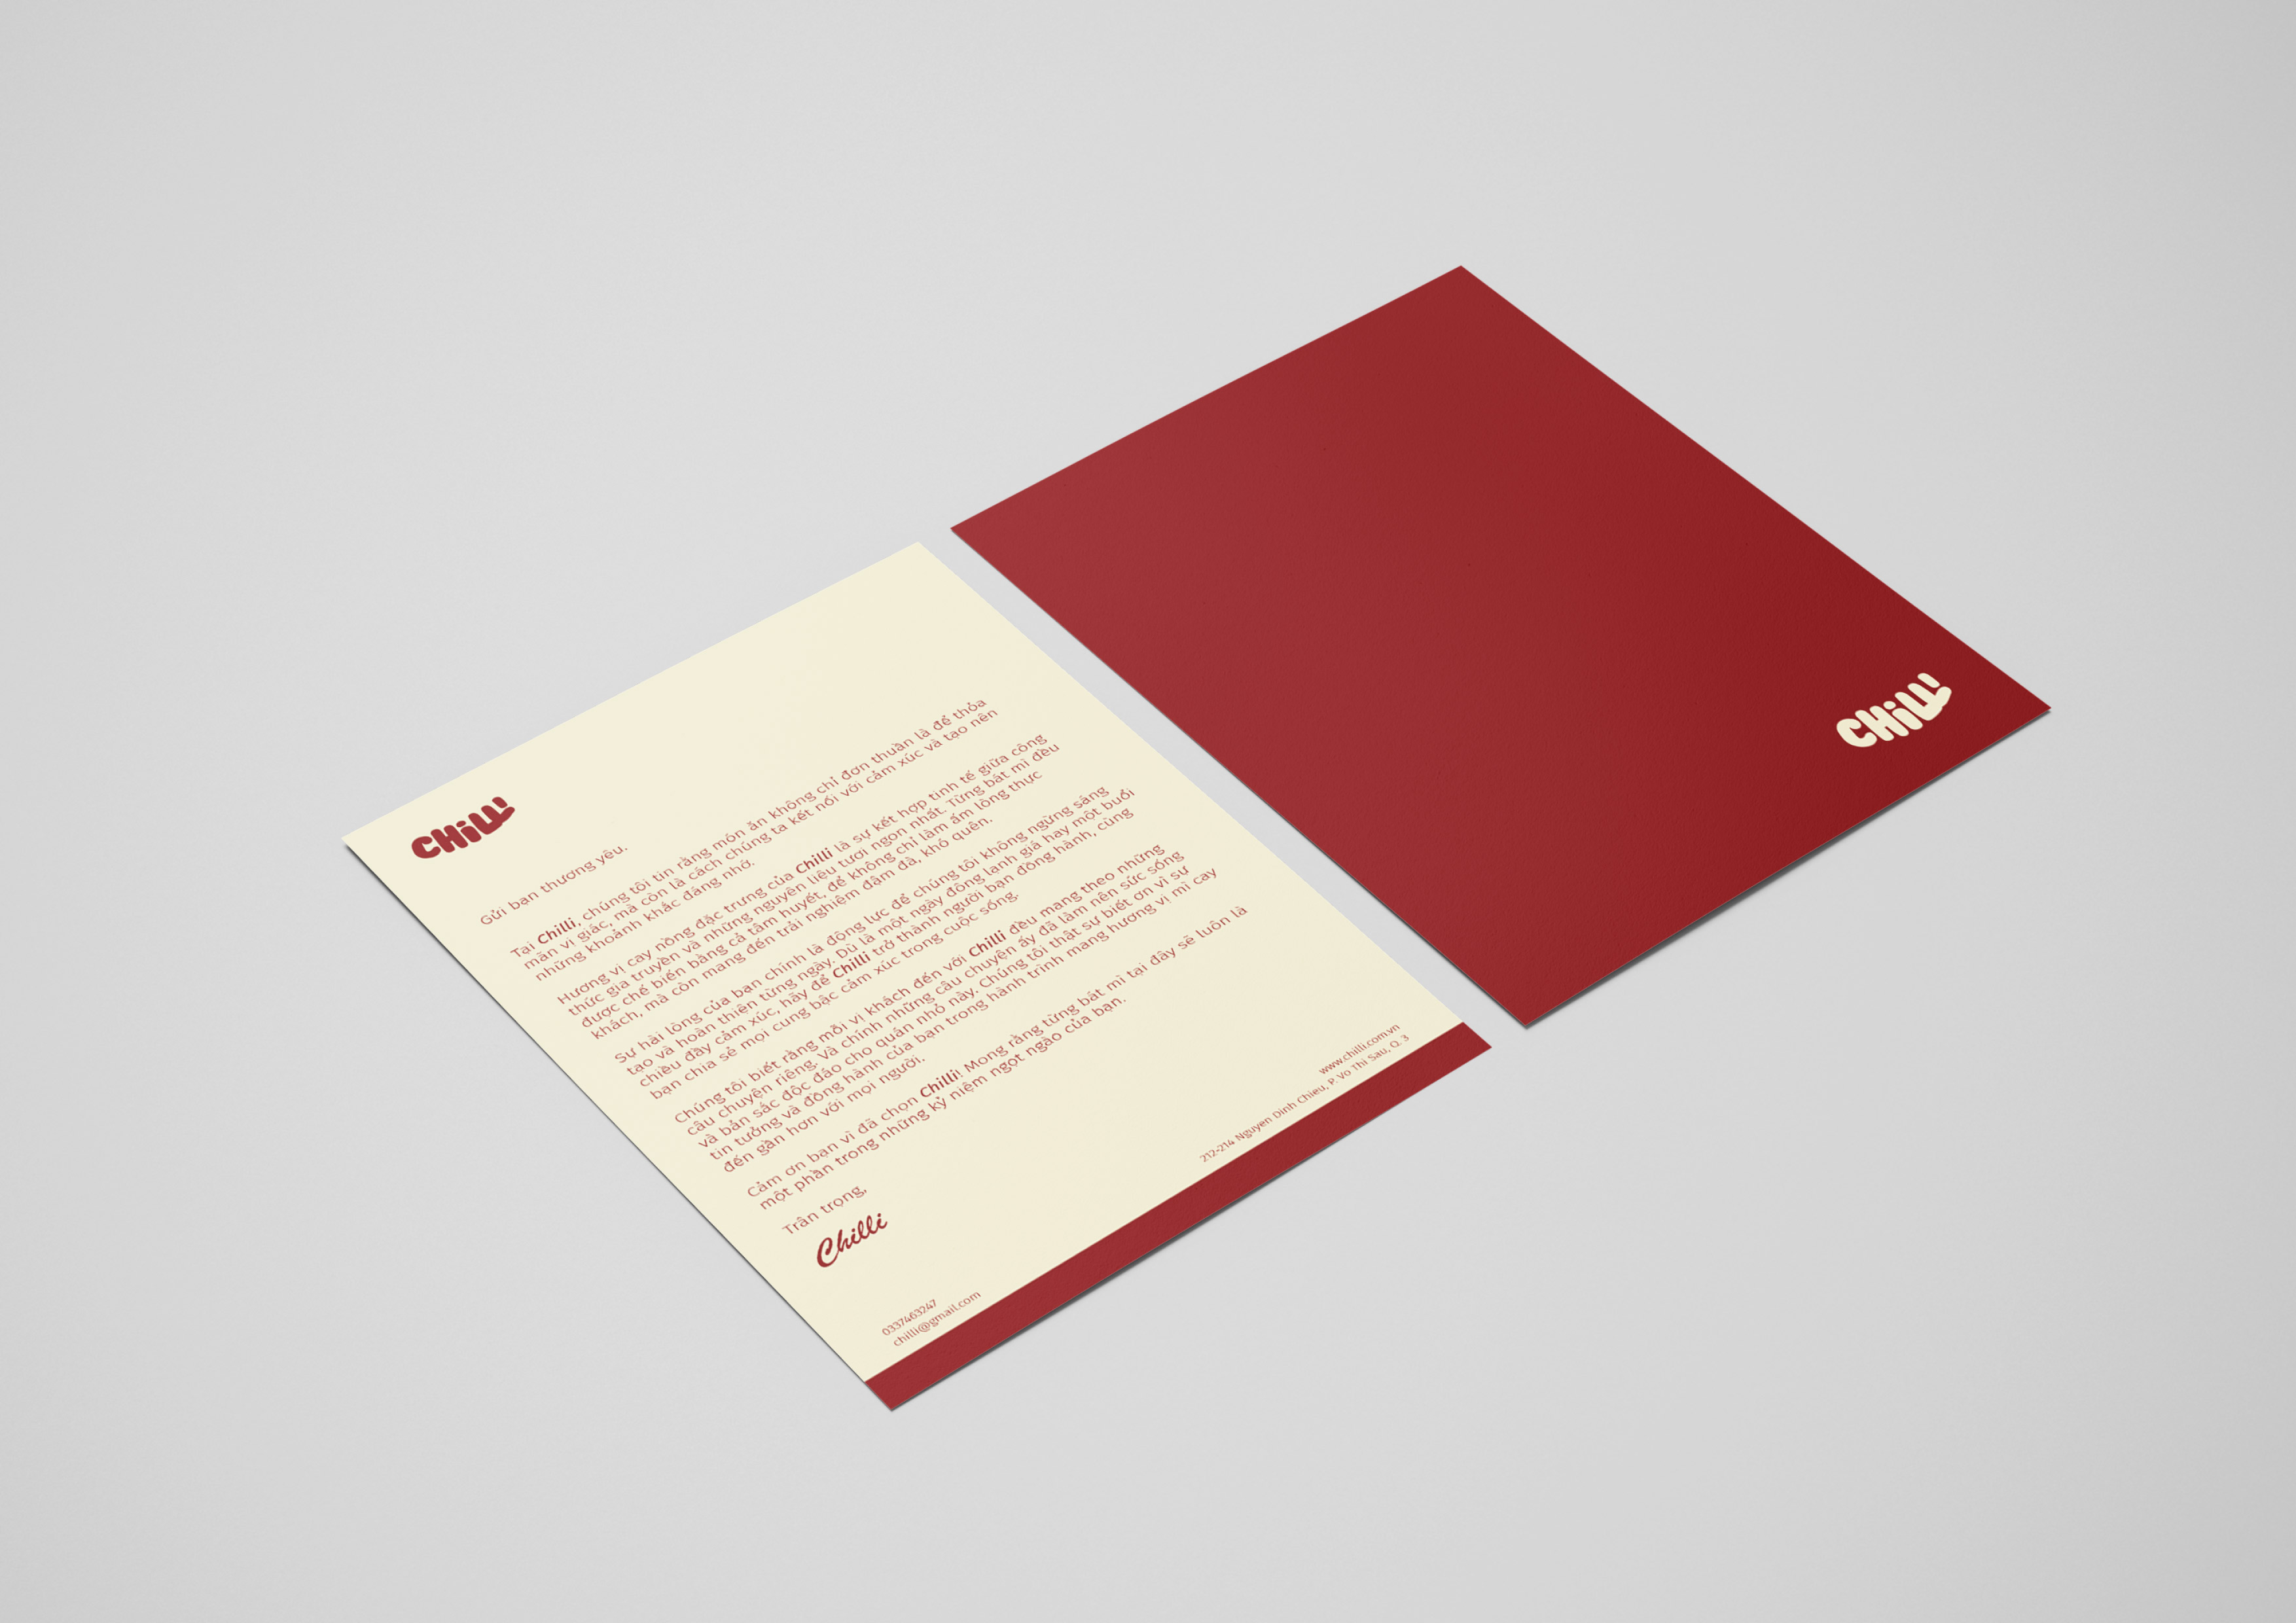 CHiLLi
Gửi bạn thương yêu,
Tại Chilli, chúng tôi tin rằng món ăn không chỉ đơn thuần là để thỏa
mãn vị giác, mà còn là cách chúng ta kết nối với cảm xúc và tạo nên
những khoảnh khắc đáng nhớ.
Hương vị cay nồng đặc trưng của Chilli là sự kết hợp tinh tế giữa công
thức gia truyền và những nguyên liệu tươi ngon nhất. Từng bát mì đều
được chế biến bằng cả tâm huyết, để không chỉ làm ấm lòng thực
khách, mà còn mang đến trải nghiệm đậm đà, khó quên.
Sự hài lòng của bạn chính là động lực để chúng tôi không ngừng sáng
tạo và hoàn thiện từng ngày. Dù là một ngày đông lạnh giá hay một buổi
chiều đầy cảm xúc, hãy để Chilli trở thành người bạn đồng hành, cùng
bạn chia sẻ mọi cung bậc cảm xúc trong cuộc sống.
Chúng tôi biết rằng mỗi vị khách đến với Chilli đều mang theo những
câu chuyện riêng. Và chính những câu chuyện ấy đã làm nên sức sống
và bản sắc độc đáo cho quán nhỏ này. Chúng tôi thật sự biết ơn vì sự
tin tưởng và đồng hành của bạn trong hành trình mang hương vị mì cay
đến gần hơn với mọi người.
Cảm ơn bạn vì đã chọn Chilli! Mong rằng từng bát mì tại đây sẽ luôn là
một phần trong những kỷ niệm ngọt ngào của bạn.
Trân trọng,
Chilli
0337463247
chilli@gmail.com
www.chilli.com.vn
212-214 Nguyen Dinh Chieu, P. Vo Thi Sau, Q. 3
CHiLLi